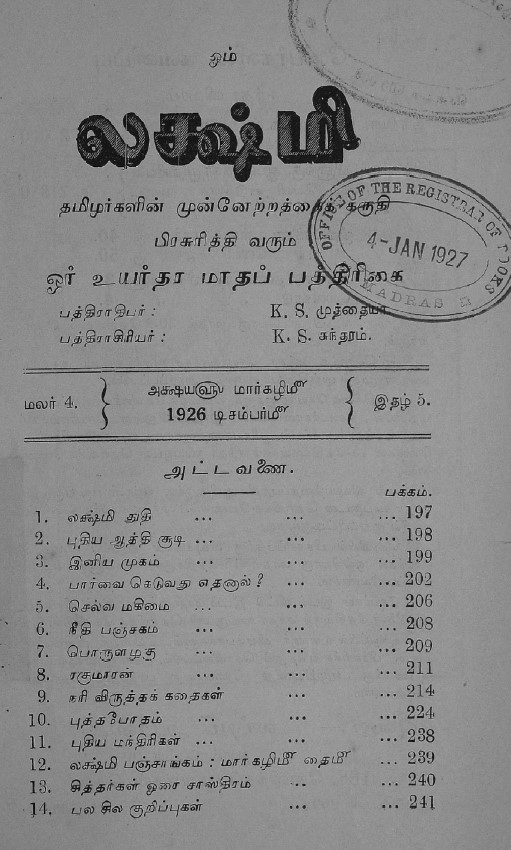 ஓம்
லக்ஷ்மி
தமிழர்களின் முன்னேற்றத்தைக் கருதி
பிரசுரித்தி வரும்
ஓர் உயர்தர மாதப் பத்திரிகை
OFFICE OF THE REGISTRAR OF BOOKS
4-JAN 1927
MADRAS
பத்திராதிபர் : K. S. முத்தையா
பத்திராசிரியர் : K. S. சுந்தரம்.
மலர் 4. அக்ஷய௵ மார்கழி௴ இதழ் 5.
1926 டிசம்பர்௴
அட்டவணை.
பக்கம்.
1. லக்ஷ்மி துதி ... ... ... 197
2. புதிய ஆத்தி சூடி ... ... ... 198
3. இனிய முகம் ... ... ... 199
4. பார்வை கெடுவது எதனால் ? ... ... 202
5. செல்வ மகிமை ... ... ... 206
6. நீதி பஞ்சகம் ... ... ... 208
7. பொருளழகு ... ... ... 209
8. ரகுமாரன் ... ... ... 211
9. நரி விருத்தக் கதைகள் ... ... 214
10. புத்தபோதம் ... ... ... 224
11. புதிய மந்திரிகள் ... ... ... 238
12. லக்ஷ்மி பஞ்சாங்கம் : மார்கழி௴ தை௴ ... 239
13. சித்தர்கள் ஓரை சாஸ்திரம் ... ... 240
14. பல சில குறிப்புகள் ... ... 241